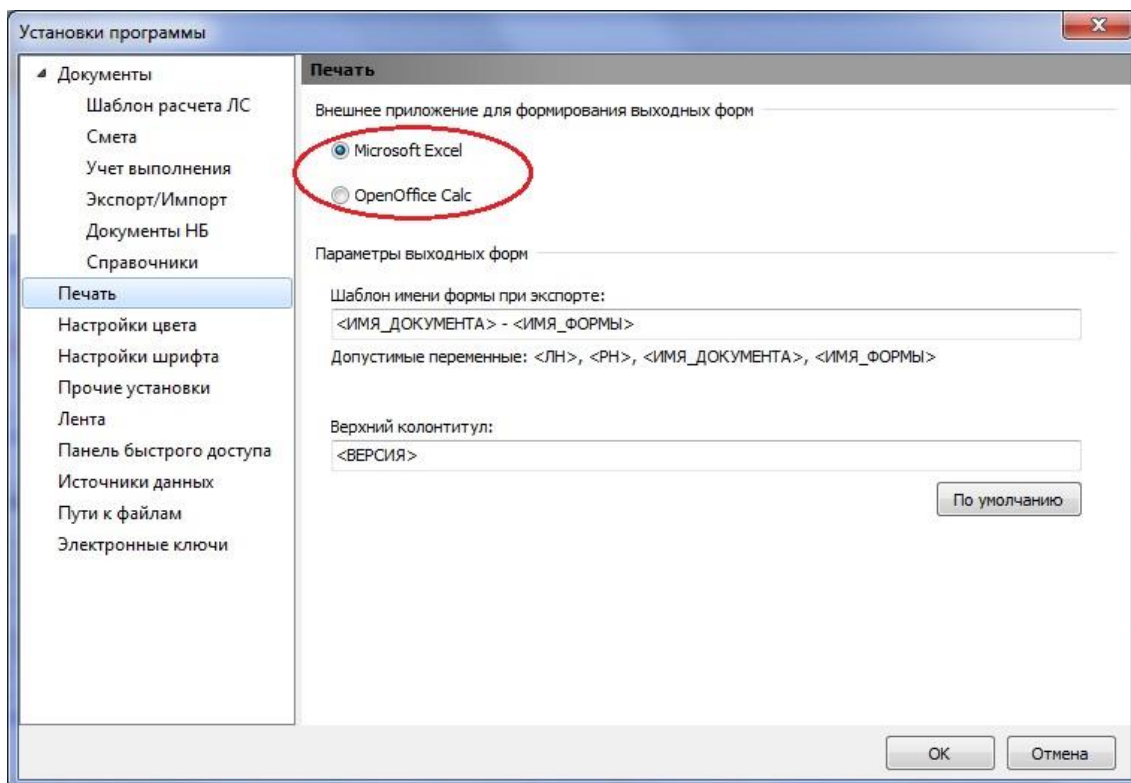 Установки программы
Документы
Шаблон расчета ЛС
Смета
Учет выполнения
Экспорт/Импорт
Документы НБ
Справочники
Печать
Настройки цвета
Настройки шрифта
Прочие установки
Лента
Панель быстрого доступа
Источники данных
Пути к файлам
Электронные ключи
Печать
Внешнее приложение для формирования выходных форм
Microsoft Excel
OpenOffice Calc
Параметры выходных форм
Шаблон имени формы при экспорте:
<ИМЯ_ДОКУМЕНТА> - <ИМЯ_ФОРМЫ>
Допустимые переменные: <ЛН>, <РН>, <ИМЯ_ДОКУМЕНТА>, <ИМЯ_ФОРМЫ>
Верхний колонтитул:
<ВЕРСИЯ>
По умолчанию
ОК
Отмена